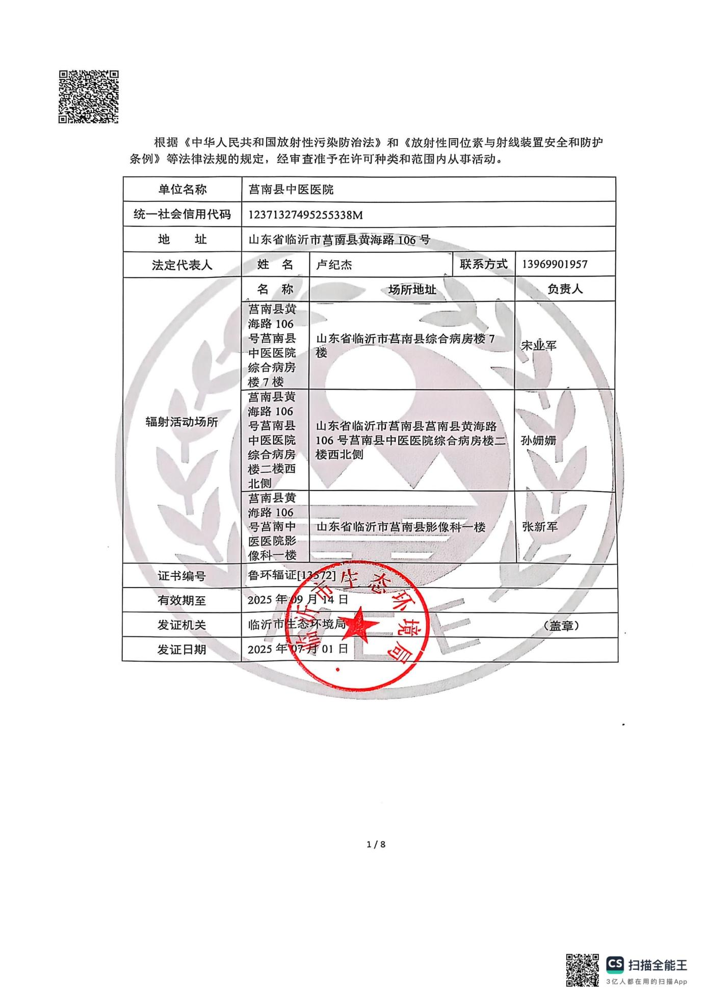 根据《中华人民共和国放射性污染防治法》和《放射性同位素与射线装置安全和防护
条例》等法律法规的规定，经审查准予在许可种类和范围内从事活动。
单位名称 莒南县中医医院
统一社会信用代码 12371327495255338M
地 址 山东省临沂市莒南县黄海路 106 号
法定代表人 姓 名 卢纪杰 联系方式 13969901957
辐射活动场所
名 称 场所地址 负责人
莒南县黄
海路 106
号莒南县
中医医院
综合病房
楼 7 楼
山东省临沂市莒南县综合病房楼 7
楼
宋业军
莒南县黄
海路 106
号莒南县
中医医院
综合病房
楼二楼西
北侧
山东省临沂市莒南县莒南县黄海路
106 号莒南县中医医院综合病房楼二
楼西北侧
孙姗姗
莒南县黄
海路 106
号莒南中
医医院影
像科一楼
山东省临沂市莒南县影像科一楼
张新军
证书编号 鲁环辐证[13572]
有效期至 2025 年 09 月 14 日
发证机关 临沂市生态环境局 （盖章）
发证日期 2025 年 07 月 01 日
临沂市生态环境局
MEE
1 / 8
CS 扫描全能王
3亿人都在用的扫描App